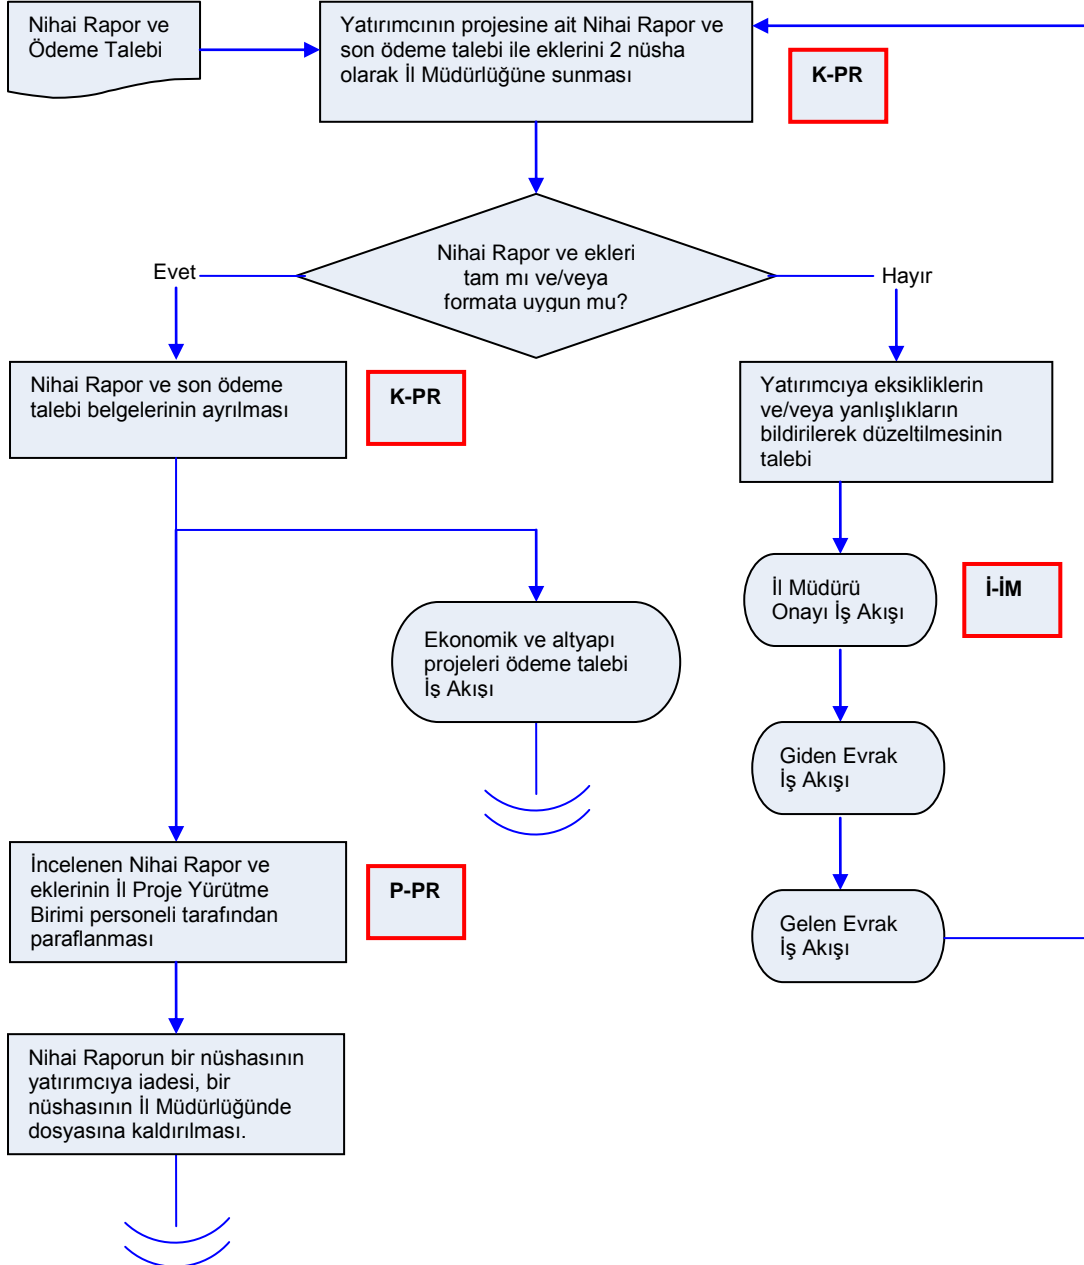 Nihai Rapor ve
Ödeme Talebi
Yatırımcının projesine ait Nihai Rapor ve
son ödeme talebi ile eklerini 2 nüsha
olarak İl Müdürlüğüne sunması
K-PR
Nihai Rapor ve ekleri
tam mı ve/veya
formata uygun mu?
Evet
Hayır
Nihai Rapor ve son ödeme
talebi belgelerinin ayrılması
K-PR
Yatırımcıya eksikliklerin
ve/veya yanlışlıkların
bildirilerek düzeltilmesinin
talebi
İl Müdürü
Onayı İş Akışı
İ-İM
Ekonomik ve altyapı
projeleri ödeme talebi
İş Akışı
Giden Evrak
İş Akışı
İncelenen Nihai Rapor ve
eklerinin İl Proje Yürütme
Birimi personeli tarafından
paraflanması
P-PR
Gelen Evrak
İş Akışı
Nihai Raporun bir nüshasının
yatırımcıya iadesi, bir
nüshasının İl Müdürlüğünde
dosyasına kaldırılması.